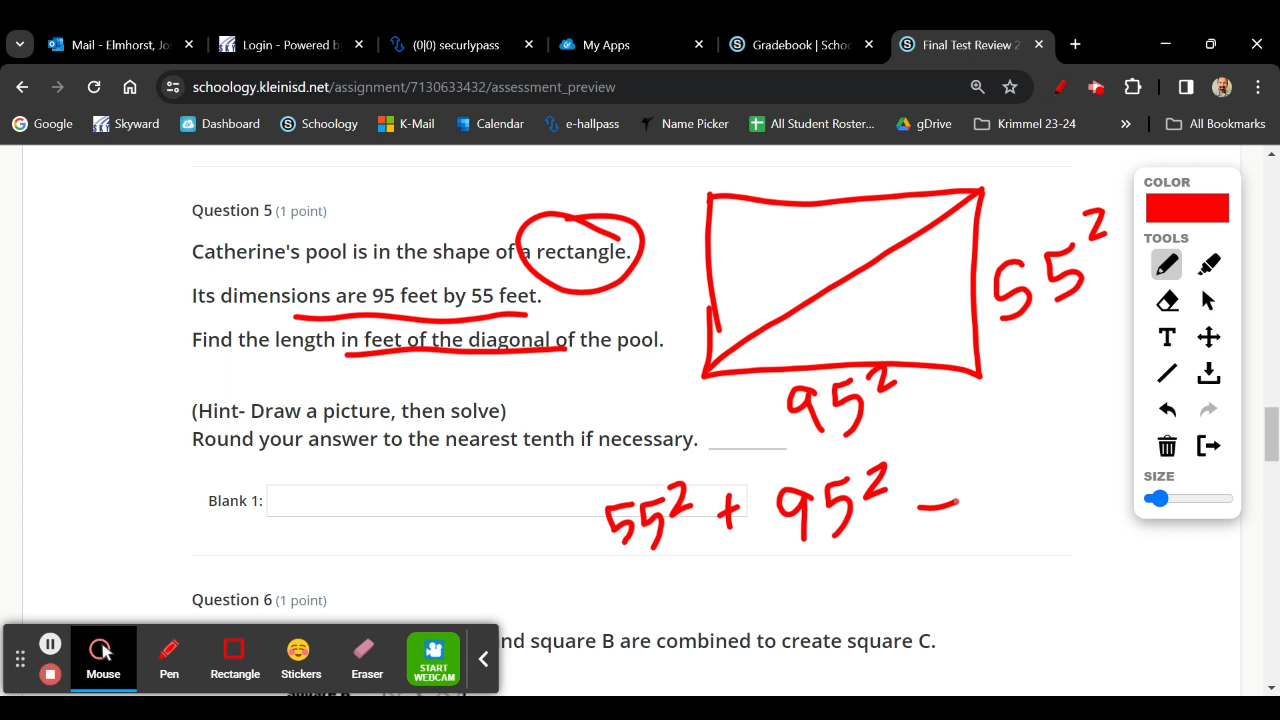 Mail - Elmhorst, Jo
Login - Powered b
(0|0) securlypass
My Apps
Gradebook | Schoo
Final Test Review 2
schoology.kleinisd.net/assignment/7130633432/assessment_preview
Google
Skyward
Dashboard
Schoology
K-Mail
Calendar
e-hallpass
Name Picker
All Student Roster...
gDrive
Krimmel 23-24
»
All Bookmarks
Question 5 (1 point)
Catherine's pool is in the shape of a rectangle.
Its dimensions are 95 feet by 55 feet.
Find the length in feet of the diagonal of the pool.
55²
95²
(Hint- Draw a picture, then solve)
Round your answer to the nearest tenth if necessary. ________
Blank 1:
55² + 95² –
Question 6 (1 point)
nd square B are combined to create square C.
COLOR
TOOLS
T
SIZE
Mouse
Pen
Rectangle
Stickers
Eraser
START
WEBCAM